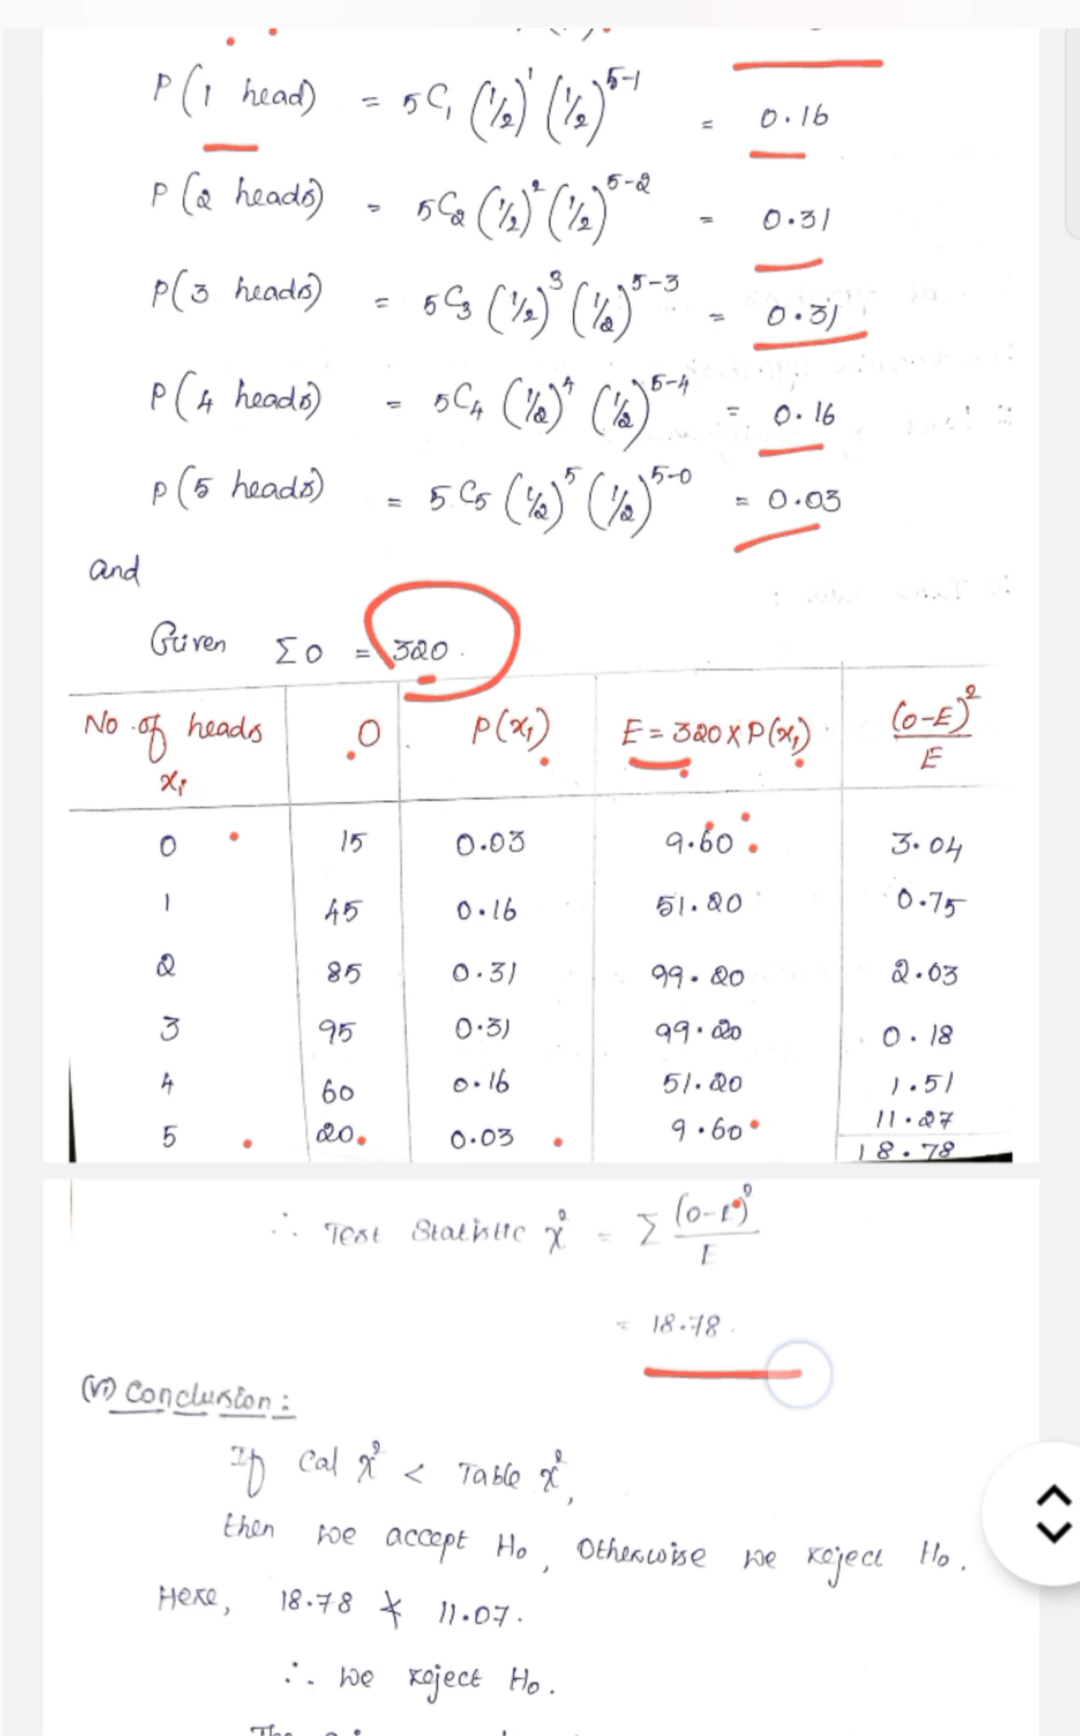 P(1 head) = 5C₁ (1/2)¹ (1/2)⁵⁻¹ = 0.16
P(2 heads) = 5C₂ (1/2)² (1/2)⁵⁻² = 0.31
P(3 heads) = 5C₃ (1/2)³ (1/2)⁵⁻³ = 0.31
P(4 heads) = 5C₄ (1/2)⁴ (1/2)⁵⁻⁴ = 0.16
P(5 heads) = 5C₅ (1/2)⁵ (1/2)⁵⁻⁰ = 0.03
and
Given ΣO = 320.
No. of heads xᵢ O P(xᵢ) E = 320 X P(xᵢ) (O-E)²/E
0 15 0.03 9.60 3.04
1 45 0.16 51.20 0.75
2 85 0.31 99.20 2.03
3 95 0.31 99.20 0.18
4 60 0.16 51.20 1.51
5 20 0.03 9.60 11.27
18.78
∴ Test Statistic χ² = Σ (O-E)²/E
= 18.78.
(vi) Conclusion:
If Cal χ² < Table χ²,
then we accept H₀, Otherwise we reject H₀.
Here, 18.78 ≮ 11.07.
∴ We reject H₀.